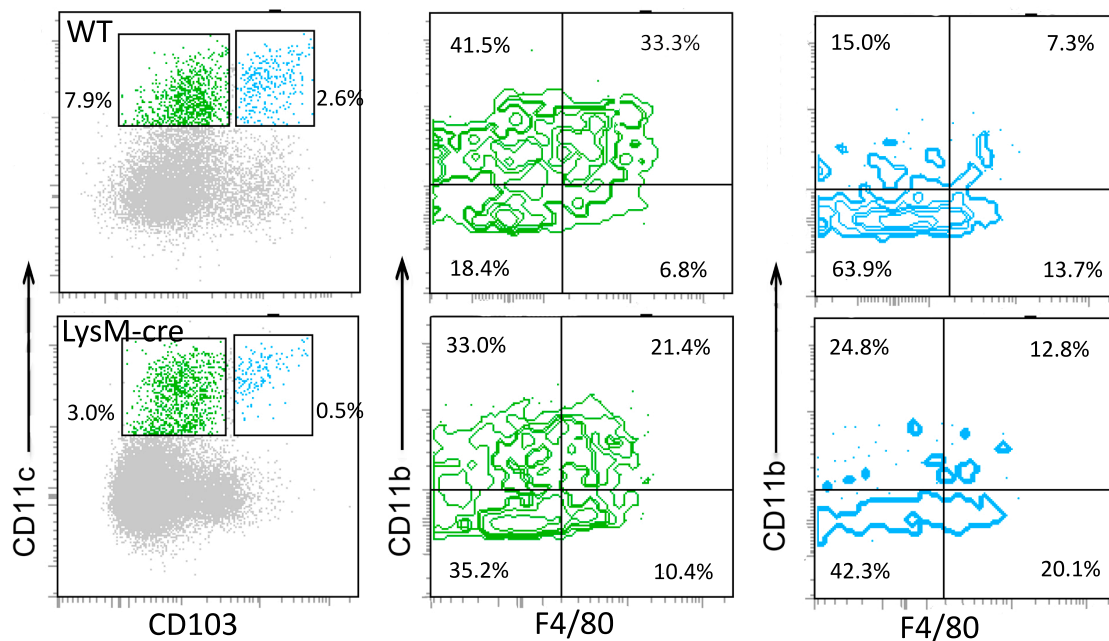 WT
7.9%
2.6%
41.5%
33.3%
18.4%
6.8%
15.0%
7.3%
63.9%
13.7%
LysM-cre
3.0%
0.5%
33.0%
21.4%
35.2%
10.4%
24.8%
12.8%
42.3%
20.1%
CD11c
CD11b
CD11b
CD103
F4/80
F4/80